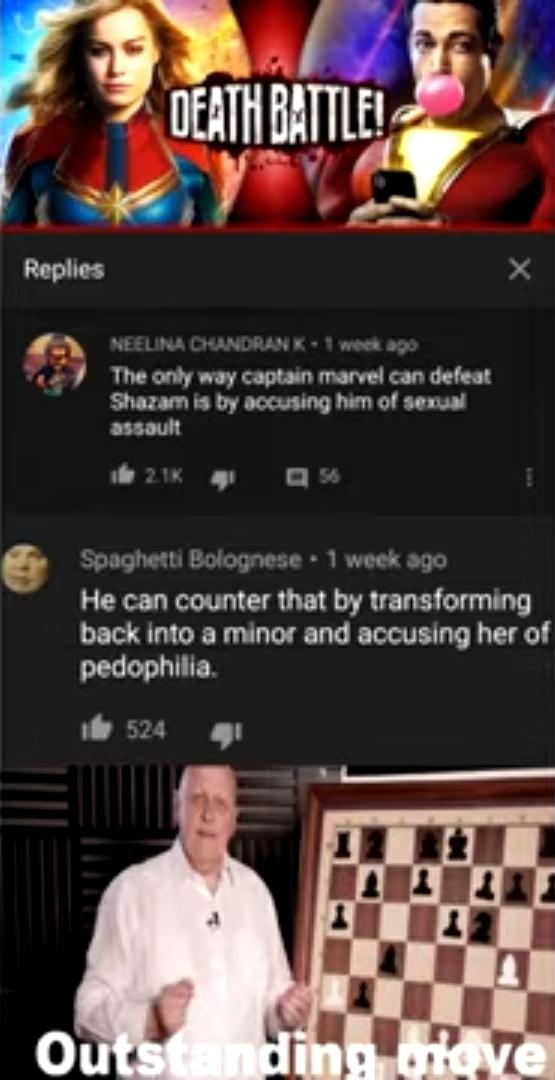 DEATH BATTLE!
Replies
NEELINA CHANDRAN K • 1 week ago
The only way captain marvel can defeat
Shazam is by accusing him of sexual
assault
2.1K 56
Spaghetti Bolognese • 1 week ago
He can counter that by transforming
back into a minor and accusing her of
pedophilia.
524
Outstanding move